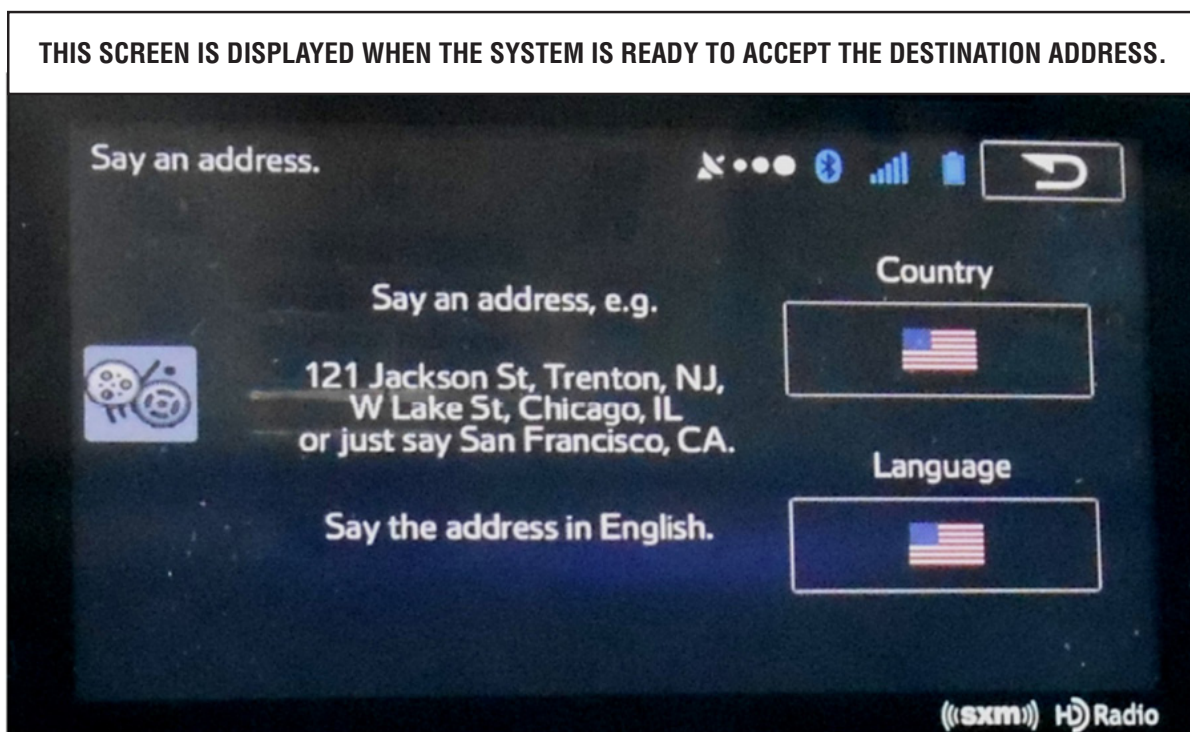 THIS SCREEN IS DISPLAYED WHEN THE SYSTEM IS READY TO ACCEPT THE DESTINATION ADDRESS.
Say an address.
Country
Say an address, e.g.
121 Jackson St, Trenton, NJ,
W Lake St, Chicago, IL
or just say San Francisco, CA.
Language
Say the address in English.
(((sxm))) HD Radio